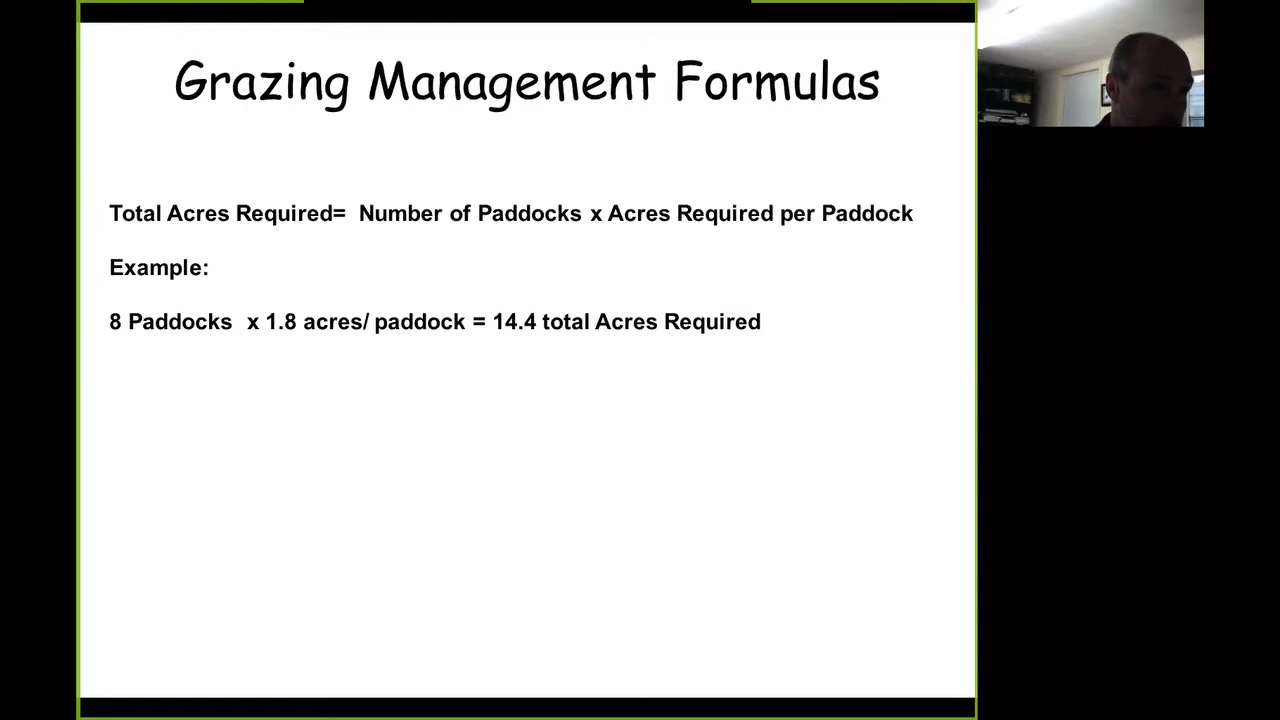 Grazing Management Formulas
Total Acres Required= Number of Paddocks x Acres Required per Paddock
Example:
8 Paddocks x 1.8 acres/ paddock = 14.4 total Acres Required